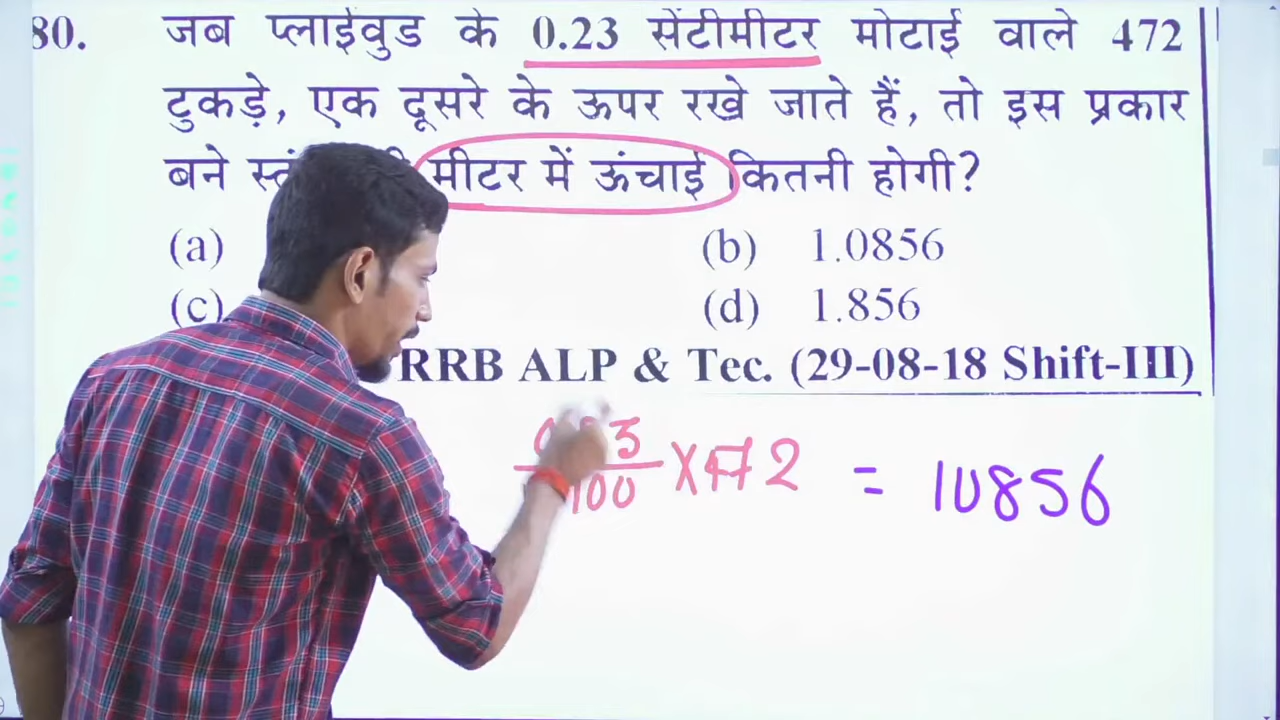 80. जब प्लाईवुड के 0.23 सेंटीमीटर मोटाई वाले 472
टुकड़े, एक दूसरे के ऊपर रखे जाते हैं, तो इस प्रकार
बने मीटर में ऊंचाई कितनी होगी?
(a) (b) 1.0856
(c) (d) 1.856
RRB ALP & Tec. (29-08-18 Shift-III)
100 × 472 = 10856